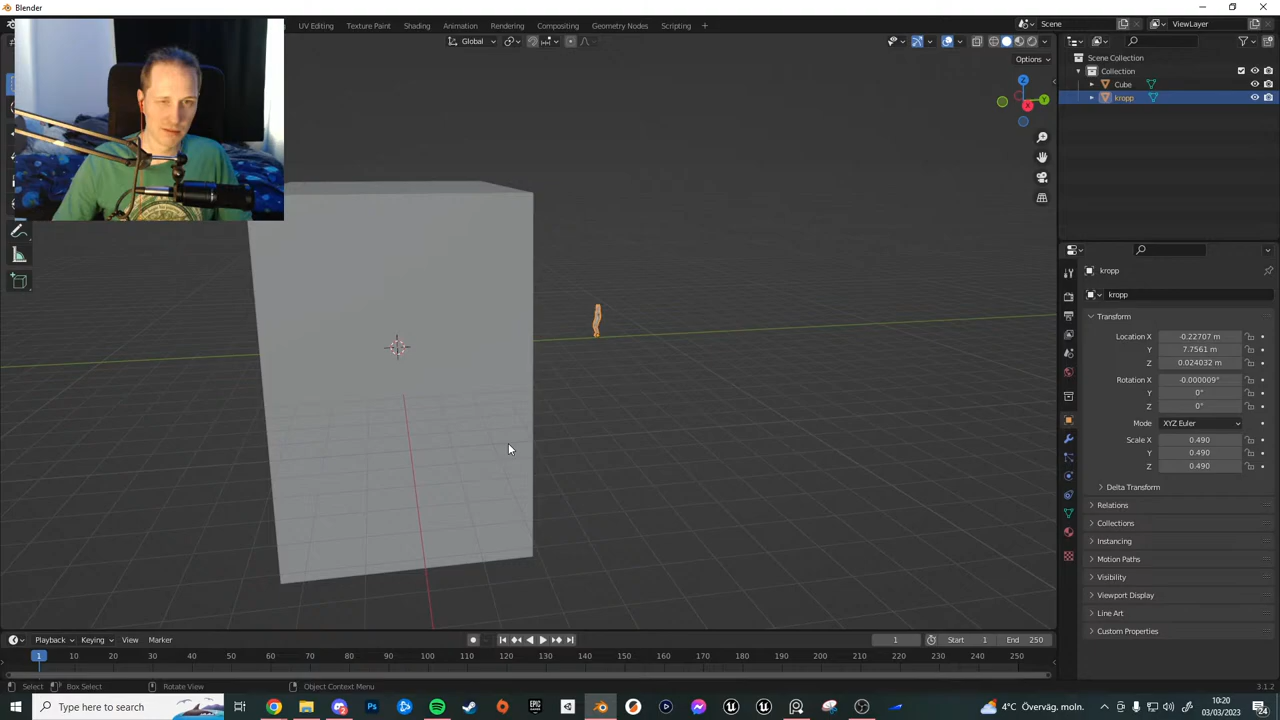 Blender
UV Editing Texture Paint Shading Animation Rendering Compositing Geometry Nodes Scripting +
Scene
ViewLayer
Global
Options
Z
Y
X
Scene Collection
Collection
Cube
kropp
kropp
kropp
Transform
Location X -0.22707 m
Y 7.7561 m
Z 0.024032 m
Rotation X -0.000009°
Y 0°
Z 0°
Mode XYZ Euler
Scale X 0.490
Y 0.490
Z 0.490
Delta Transform
Relations
Collections
Instancing
Motion Paths
Visibility
Viewport Display
Line Art
Custom Properties
Playback Keying View Marker
1 Start 1 End 250
1 10 20 30 40 50 60 70 80 90 100 110 120 130 140 150 160 170 180 190 200 210 220 230 240 250
Select Box Select Rotate View Object Context Menu 3.1.2
Type here to search
4°C Överväg. moln.
10:20
03/03/2023